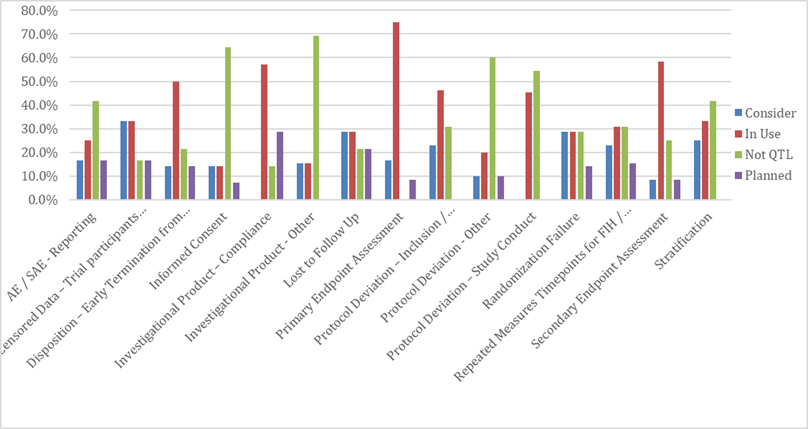 80.0%
70.0%
60.0%
50.0%
40.0%
30.0%
20.0%
10.0%
0.0%
Consider
In Use
Not QTL
Planned
AE / SAE - Reporting
ensored Data – Trial participants...
Disposition – Early Termination from...
Informed Consent
Investigational Product – Compliance
Investigational Product - Other
Lost to Follow Up
Primary Endpoint Assessment
Protocol Deviation – Inclusion /...
Protocol Deviation - Other
Protocol Deviation – Study Conduct
Randomization Failure
Repeated Measures Timepoints for FIH /...
Secondary Endpoint Assessment
Stratification